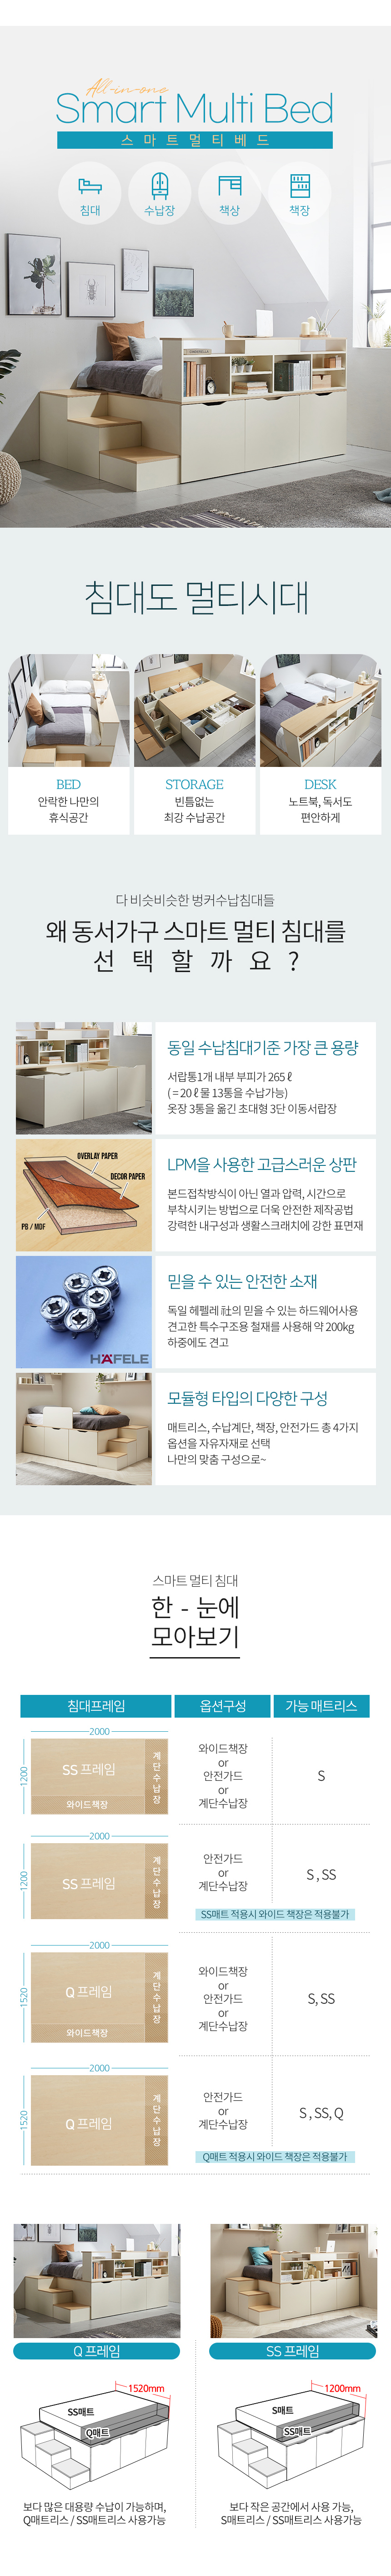 All-in-one
Smart Multi Bed
스마트멀티베드
침대 수납장 책상 책장
침대도 멀티시대
BED
안락한 나만의
휴식공간
STORAGE
빈틈없는
최강 수납공간
DESK
노트북, 독서도
편안하게
다 비슷비슷한 벙커수납침대들
왜 동서가구 스마트 멀티 침대를
선 택 할 까 요 ?
동일 수납침대기준 가장 큰 용량
서랍통1개 내부 부피가 265ℓ
( = 20ℓ 물 13통을 수납가능)
옷장 3통을 옮긴 초대형 3단 이동서랍장
OVERLAY PAPER
DECOR PAPER
PB / MDF
LPM을 사용한 고급스러운 상판
본드접착방식이 아닌 열과 압력, 시간으로
부착시키는 방법으로 더욱 안전한 제작공법
강력한 내구성과 생활스크래치에 강한 표면재
HÄFELE
믿을 수 있는 안전한 소재
독일 헤펠레 社의 믿을 수 있는 하드웨어사용
견고한 특수구조용 철재를 사용해 약 200kg
하중에도 견고
모듈형 타입의 다양한 구성
매트리스, 수납계단, 책장, 안전가드 총 4가지
옵션을 자유자재로 선택
나만의 맞춤 구성으로~
스마트 멀티 침대
한 - 눈에
모아보기
침대프레임 옵션구성 가능 매트리스
2000
1200
SS 프레임
와이드책장
계단수납장
와이드책장
or
안전가드
or
계단수납장
S
2000
1200
SS 프레임
계단수납장
안전가드
or
계단수납장
S , SS
SS매트 적용시 와이드 책장은 적용불가
2000
1520
Q 프레임
와이드책장
계단수납장
와이드책장
or
안전가드
or
계단수납장
S, SS
2000
1520
Q 프레임
계단수납장
안전가드
or
계단수납장
S , SS, Q
Q매트 적용시 와이드 책장은 적용불가
Q 프레임
1520mm
SS매트
Q매트
보다 많은 대용량 수납이 가능하며,
Q매트리스 / SS매트리스 사용가능
SS 프레임
1200mm
S매트
SS매트
보다 작은 공간에서 사용 가능,
S매트리스 / SS매트리스 사용가능